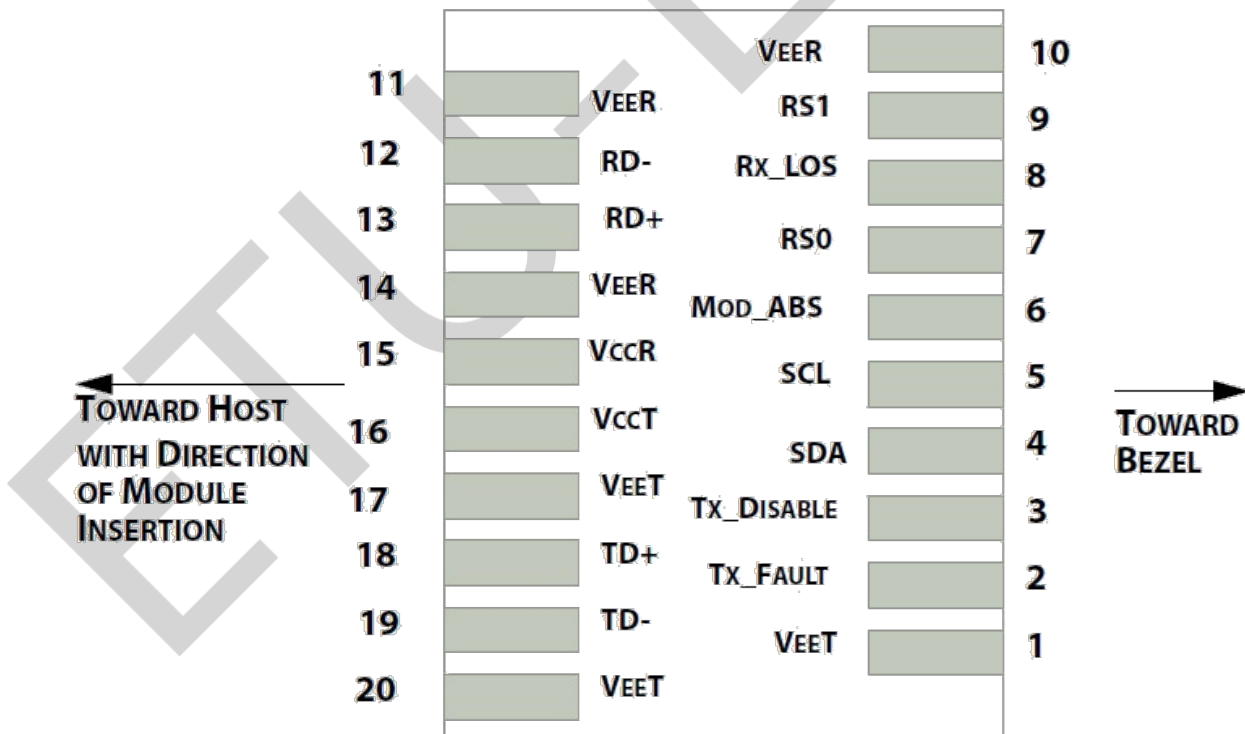 11 VEER
12 RD-
13 RD+
14 VEER
15 VCCR
16 VCCT
17 VEET
18 TD+
19 TD-
20 VEET
VEER 10
RS1 9
RX_LOS 8
RS0 7
MOD_ABS 6
SCL 5
SDA 4
TX_DISABLE 3
TX_FAULT 2
VEET 1
TOWARD HOST
WITH DIRECTION
OF MODULE
INSERTION
TOWARD
BEZEL
ETU-